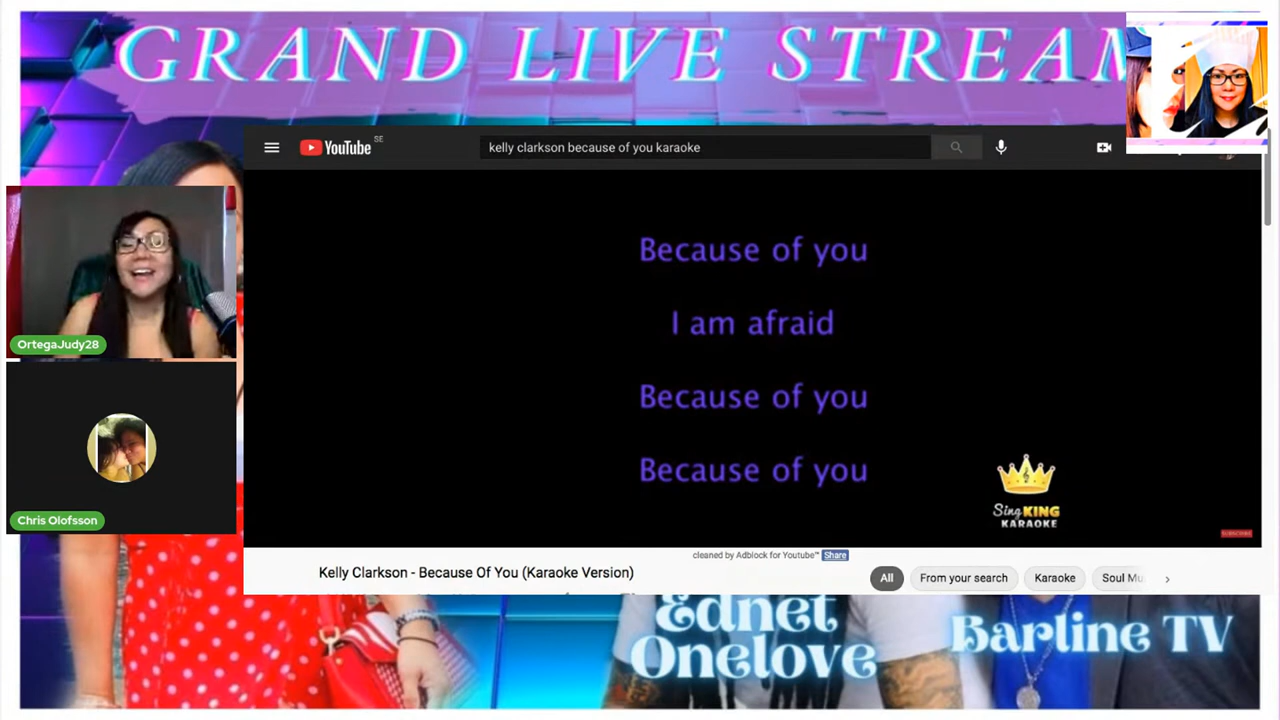 GRAND LIVE STREAM
YouTube SE
kelly clarkson because of you karaoke
Because of you
I am afraid
Because of you
Because of you
Sing KING
KARAOKE
SUBSCRIBE
OrtegaJudy28
Chris Olofsson
cleaned by Adblock for Youtube™ Share
Kelly Clarkson - Because Of You (Karaoke Version)
All
From your search
Karaoke
Soul Mu
Ednet
Onelove
Barline TV